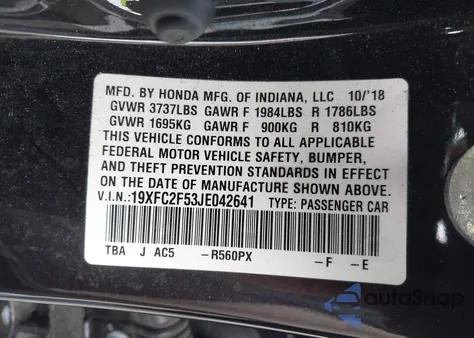 MFD. BY HONDA MFG. OF INDIANA, LLC 10/'18
GVWR 3737LBS GAWR F 1984LBS R 1786LBS
GVWR 1695KG GAWR F 900KG R 810KG
THIS VEHICLE CONFORMS TO ALL APPLICABLE
FEDERAL MOTOR VEHICLE SAFETY, BUMPER,
AND THEFT PREVENTION STANDARDS IN EFFECT
ON THE DATE OF MANUFACTURE SHOWN ABOVE.
V.I.N.:19XFC2F53JE042641 TYPE: PASSENGER CAR
TBA J AC5 -R560PX -F -E
autoSnap